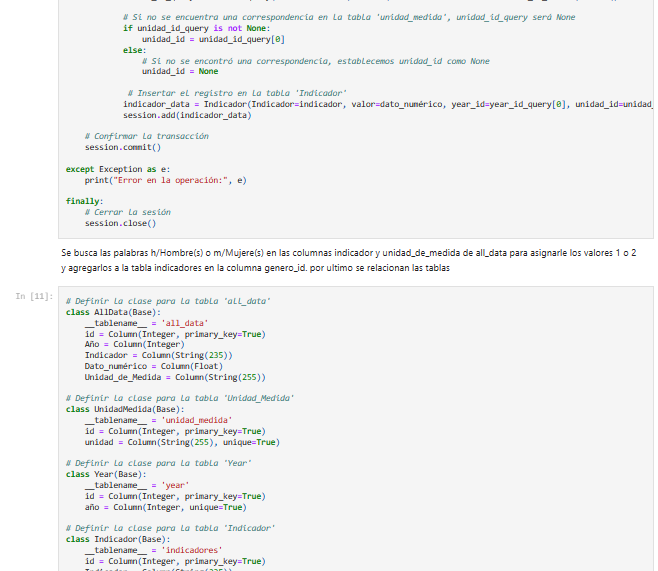 # Si no se encuentra una correspondencia en la tabla 'unidad_medida', unidad_id_query será None
if unidad_id_query is not None:
unidad_id = unidad_id_query[0]
else:
# Si no se encontró una correspondencia, establecemos unidad_id como None
unidad_id = None
# Insertar el registro en la tabla 'Indicador'
indicador_data = Indicador(Indicador=indicador, valor=dato_numérico, year_id=year_id_query[0], unidad_id=unidad_
session.add(indicador_data)
# Confirmar la transacción
session.commit()
except Exception as e:
print("Error en la operación:", e)
finally:
# Cerrar la sesión
session.close()
Se busca las palabras h/Hombre(s) o m/Mujere(s) en las columnas indicador y unidad_de_medida de all_data para asignarle los valores 1 o 2
y agregarlos a la tabla indicadores en la columna genero_id. por ultimo se relacionan las tablas
In [11]:
# Definir la clase para la tabla 'all_data'
class AllData(Base):
__tablename__ = 'all_data'
id = Column(Integer, primary_key=True)
Año = Column(Integer)
Indicador = Column(String(235))
Dato_numérico = Column(Float)
Unidad_de_Medida = Column(String(255))
# Definir la clase para la tabla 'Unidad_Medida'
class UnidadMedida(Base):
__tablename__ = 'unidad_medida'
id = Column(Integer, primary_key=True)
unidad = Column(String(255), unique=True)
# Definir la clase para la tabla 'Year'
class Year(Base):
__tablename__ = 'year'
id = Column(Integer, primary_key=True)
año = Column(Integer, unique=True)
# Definir la clase para la tabla 'Indicador'
class Indicador(Base):
__tablename__ = 'indicadores'
id = Column(Integer, primary_key=True)